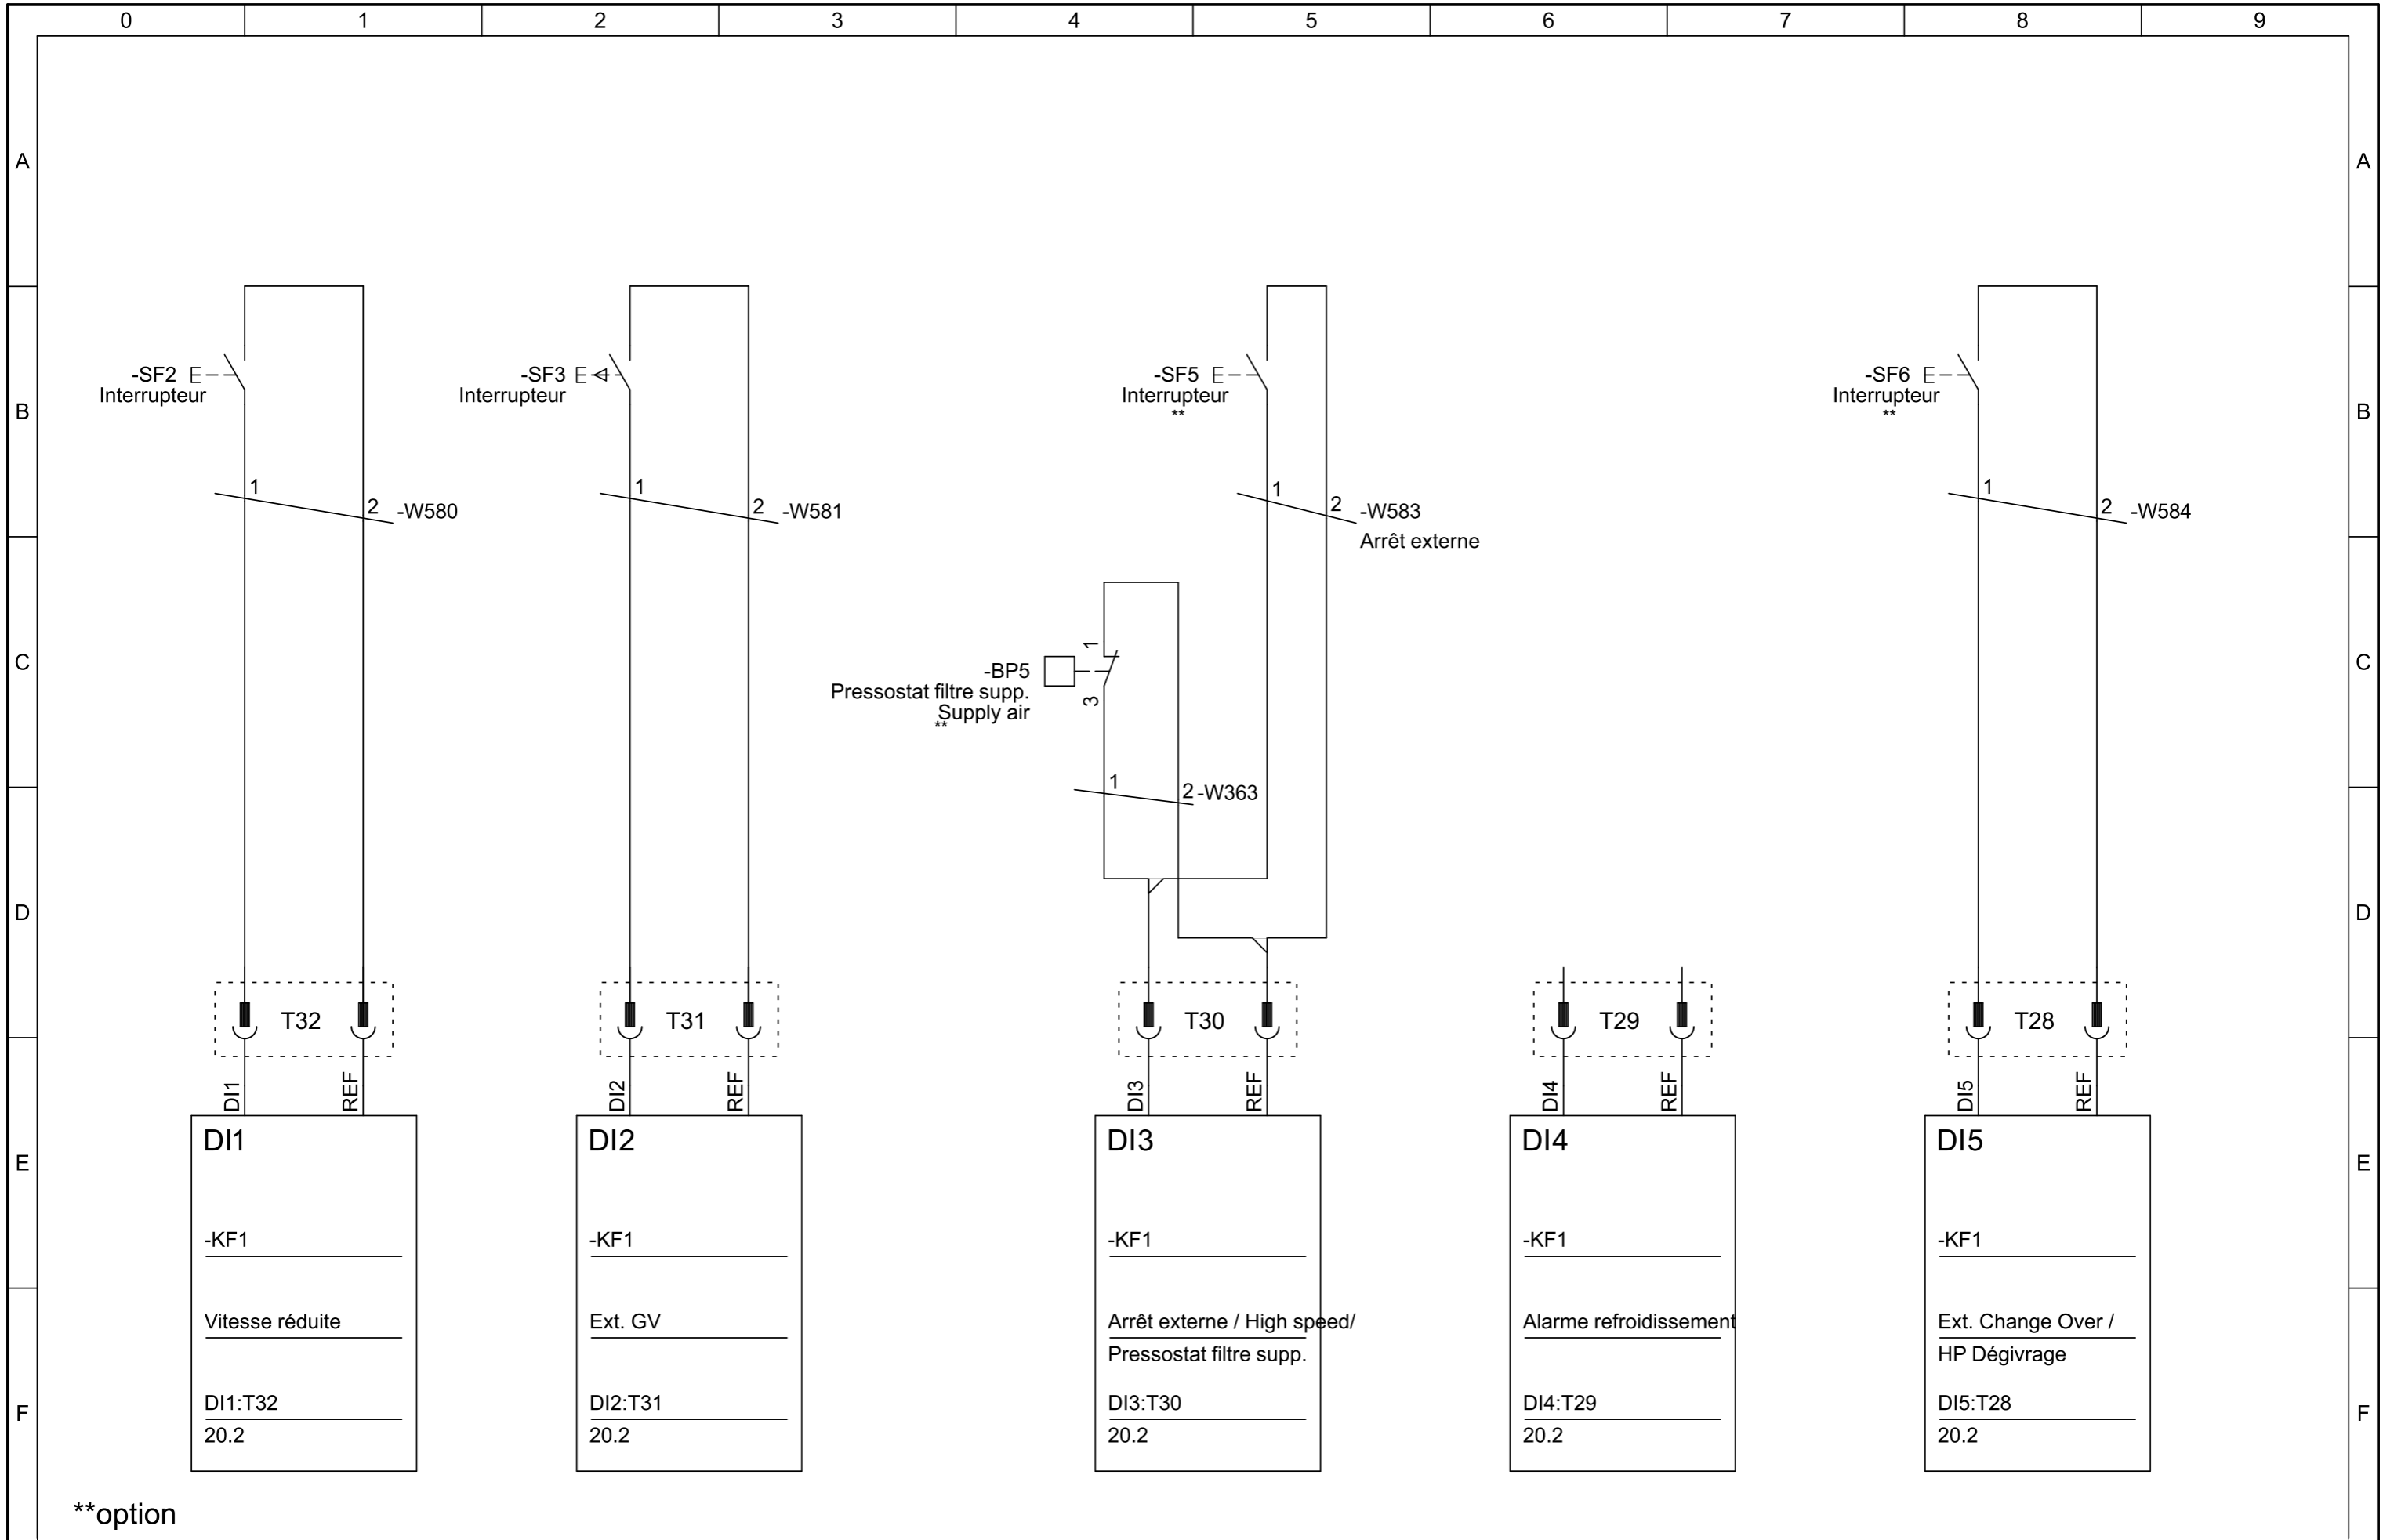 0 1 2 3 4 5 6 7 8 9
A A
-SF2
Interrupteur
-SF3
Interrupteur
-SF5
Interrupteur
**
-SF6
Interrupteur
**
B B
1 2 -W580
1 2 -W581
1 2 -W583
Arrêt externe
1 2 -W584
C C
-BP5
Pressostat filtre supp.
Supply air
**
1
3
1 2 -W363
D D
T32 T31 T30 T29 T28
DI1 REF DI2 REF DI3 REF DI4 REF DI5 REF
E E
DI1
-KF1
Vitesse réduite
DI1:T32
20.2
DI2
-KF1
Ext. GV
DI2:T31
20.2
DI3
-KF1
Arrêt externe / High speed/
Pressostat filtre supp.
DI3:T30
20.2
DI4
-KF1
Alarme refroidissement
DI4:T29
20.2
DI5
-KF1
Ext. Change Over /
HP Dégivrage
DI5:T28
20.2
F F
**option